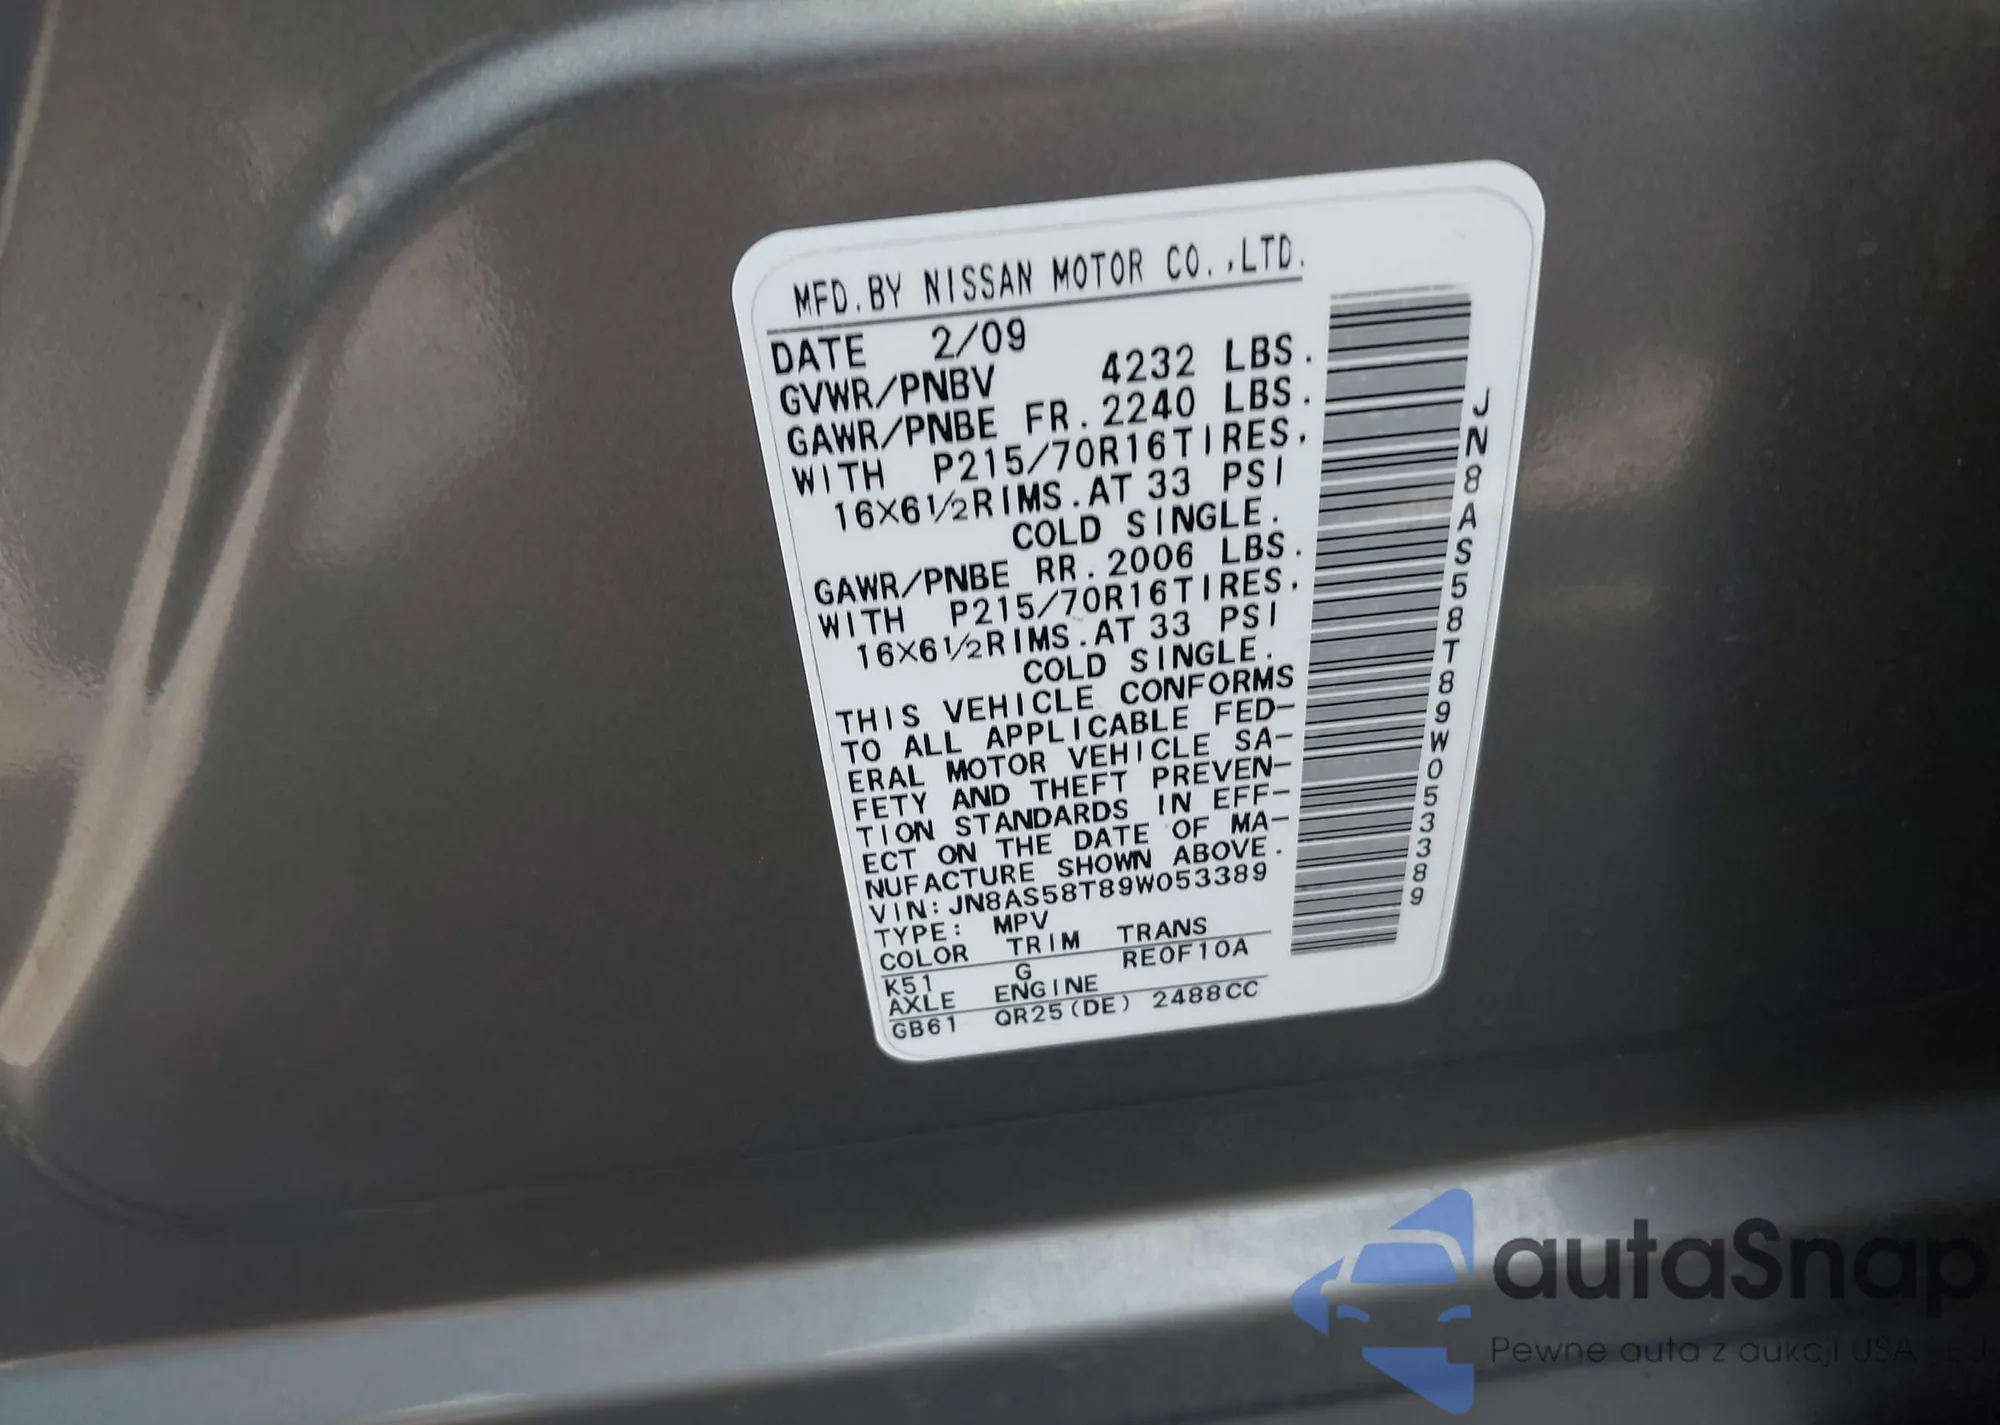 MFD.BY NISSAN MOTOR CO.,LTD.
DATE 2/09
GVWR/PNBV 4232 LBS.
GAWR/PNBE FR. 2240 LBS.
WITH P215/70R16TIRES,
16X6½RIMS.AT 33 PSI
COLD SINGLE.
GAWR/PNBE RR. 2006 LBS.
WITH P215/70R16TIRES,
16X6½RIMS.AT 33 PSI
COLD SINGLE.
THIS VEHICLE CONFORMS
TO ALL APPLICABLE FED-
ERAL MOTOR VEHICLE SA-
FETY AND THEFT PREVEN-
TION STANDARDS IN EFF-
ECT ON THE DATE OF MA-
NUFACTURE SHOWN ABOVE.
VIN:JN8AS58T89W053389
TYPE: MPV
COLOR TRIM TRANS
K51 G RE0F10A
AXLE ENGINE
GB61 QR25(DE) 2488CC
JN8AS58T89W053389
autaSnap
Pewne auta z aukcji USA